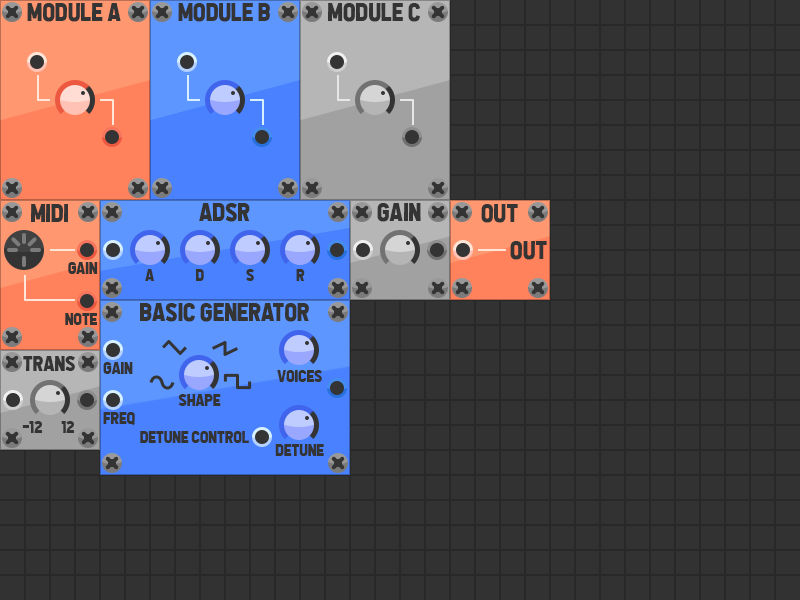 MODULE A
MODULE B
MODULE C
MIDI
GAIN
NOTE
ADSR
A
D
S
R
GAIN
OUT
OUT
TRANS
-12
12
BASIC GENERATOR
GAIN
FREQ
SHAPE
VOICES
DETUNE CONTROL
DETUNE